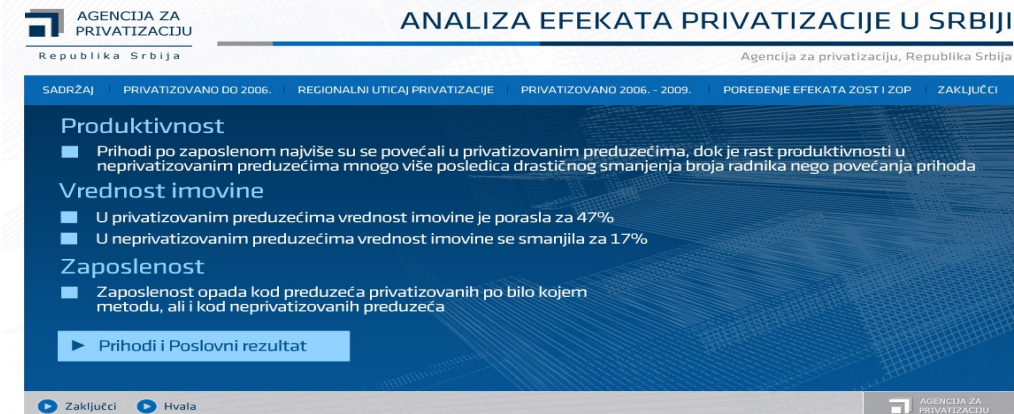 AGENCIJA ZA
PRIVATIZACIJU
Republika Srbija
ANALIZA EFEKATA PRIVATIZACIJE U SRBIJI
Agencija za privatizaciju, Republika Srbija
SADRŽAJ PRIVATIZOVANO DO 2006. REGIONALNI UTICAJ PRIVATIZACIJE PRIVATIZOVANO 2006. - 2009. POREĐENJE EFEKATA ZOST I ZOP ZAKLJUČCI
Produktivnost
Prihodi po zaposlenom najviše su se povećali u privatizovanim preduzećima, dok je rast produktivnosti u
neprivatizovanim preduzećima mnogo više posledica drastičnog smanjenja broja radnika nego povećanja prihoda
Vrednost imovine
U privatizovanim preduzećima vrednost imovine je porasla za 47%
U neprivatizovanim preduzećima vrednost imovine se smanjila za 17%
Zaposlenost
Zaposlenost opada kod preduzeća privatizovanih po bilo kojem
metodu, ali i kod neprivatizovanih preduzeća
Prihodi i Poslovni rezultat
Zaključci Hvala
AGENCIJA ZA
PRIVATIZACIJU